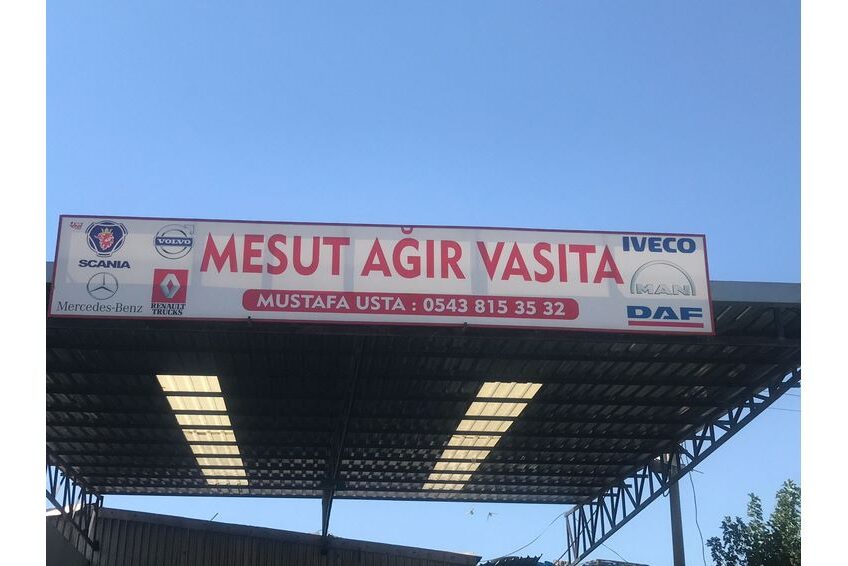 SCANIA
VOLVO
Mercedes-Benz
RENAULT
TRUCKS
MESUT AĞIR VASITA
MUSTAFA USTA : 0543 815 35 32
IVECO
MAN
DAF